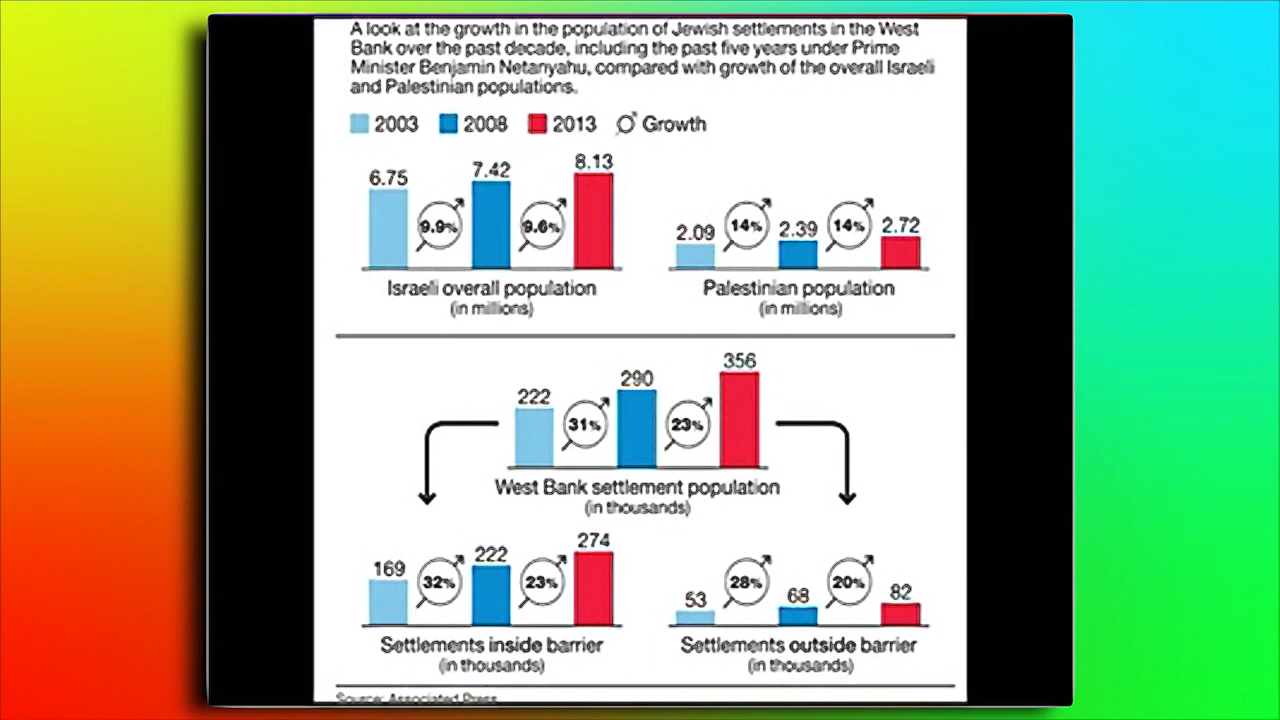 A look at the growth in the population of Jewish settlements in the West
Bank over the past decade, including the past five years under Prime
Minister Benjamin Netanyahu, compared with growth of the overall Israeli
and Palestinian populations.
2003 2008 2013 Growth
6.75 9.9% 7.42 9.6% 8.13
Israeli overall population
(in millions)
2.09 14% 2.39 14% 2.72
Palestinian population
(in millions)
222 31% 290 23% 356
West Bank settlement population
(in thousands)
169 32% 222 23% 274
Settlements inside barrier
(in thousands)
53 28% 68 20% 82
Settlements outside barrier
(in thousands)
Source: Associated Press